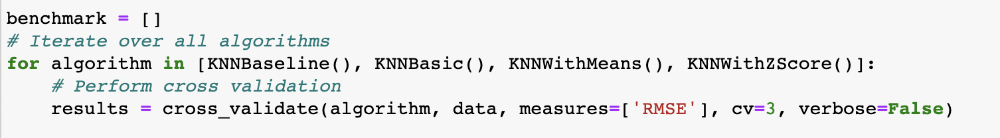 benchmark = []
# Iterate over all algorithms
for algorithm in [KNNBaseline(), KNNBasic(), KNNWithMeans(), KNNWithZScore()]:
    # Perform cross validation
    results = cross_validate(algorithm, data, measures=['RMSE'], cv=3, verbose=False)